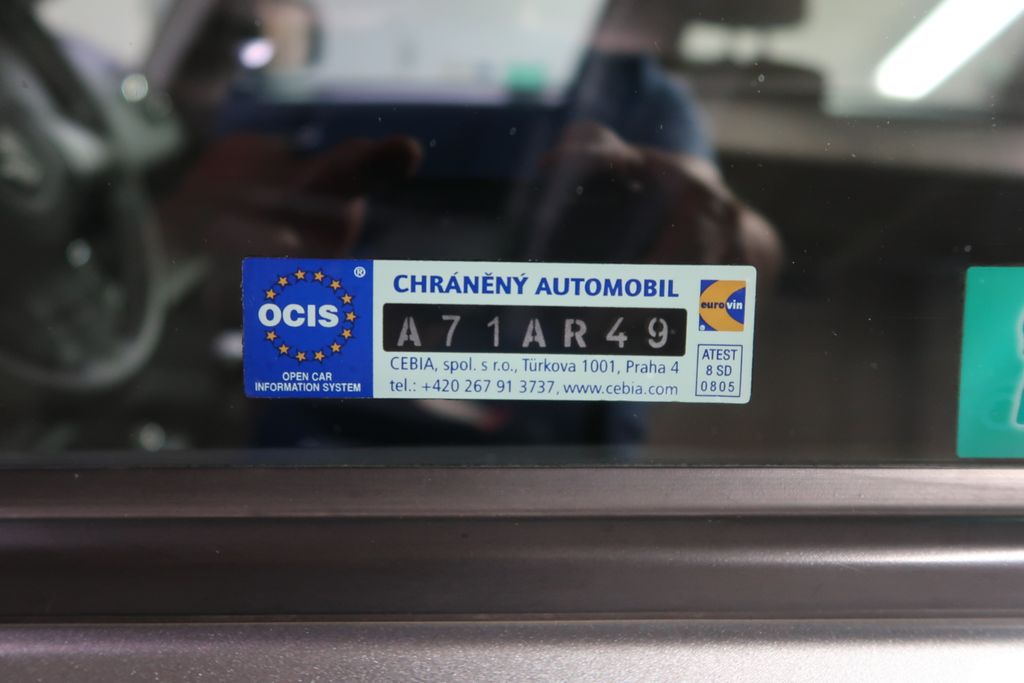 OCIS
®
OPEN CAR
INFORMATION SYSTEM
CHRÁNĚNÝ AUTOMOBIL
A71AR49
CEBIA, spol. s r.o., Türkova 1001, Praha 4
tel.: +420 267 91 3737, www.cebia.com
eurovin
ATEST
8 SD
0805